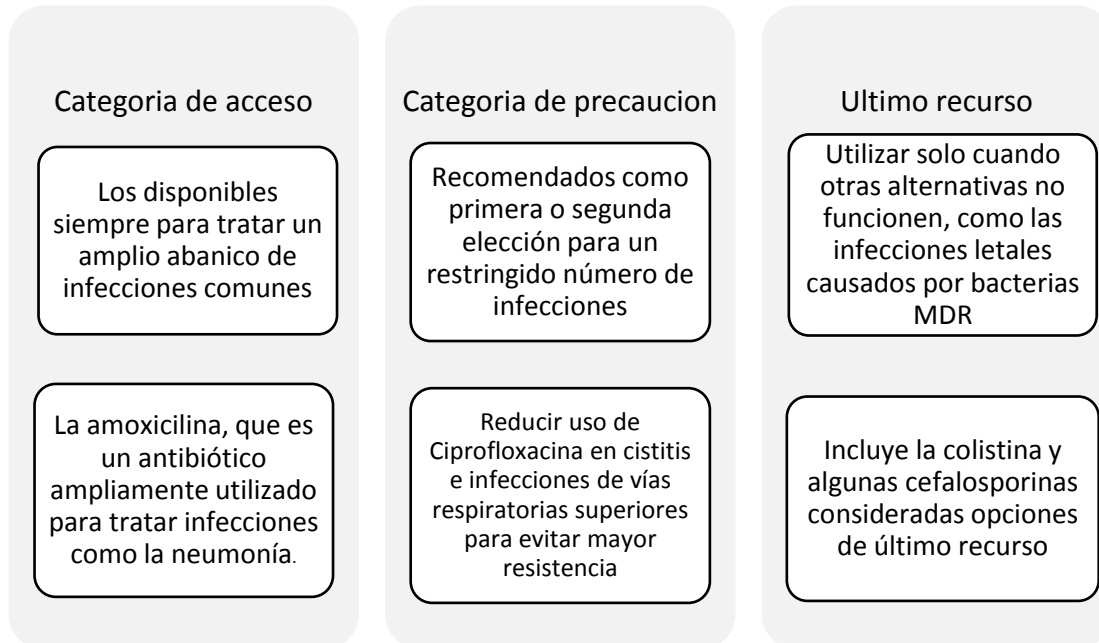 Categoria de acceso
Los disponibles
siempre para tratar un
amplio abanico de
infecciones comunes
La amoxicilina, que es
un antibiótico
ampliamente utilizado
para tratar infecciones
como la neumonía.
Categoria de precaucion
Recomendados como
primera o segunda
elección para un
restringido número de
infecciones
Reducir uso de
Ciprofloxacina en cistitis
e infecciones de vías
respiratorias superiores
para evitar mayor
resistencia
Ultimo recurso
Utilizar solo cuando
otras alternativas no
funcionen, como las
infecciones letales
causados por bacterias
MDR
Incluye la colistina y
algunas cefalosporinas
consideradas opciones
de último recurso